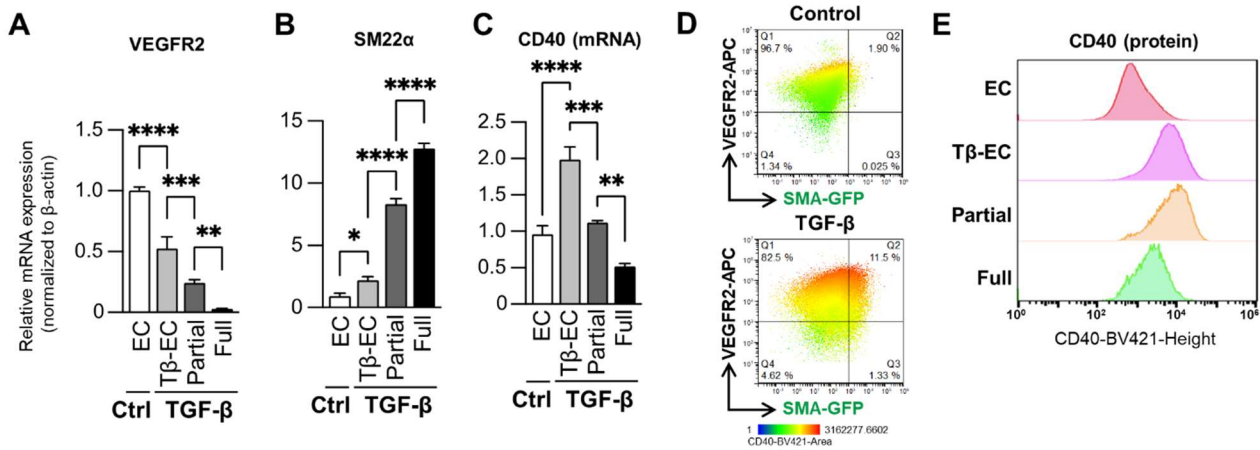 A
VEGFR2
Relative mRNA expression
(normalized to β-actin)
1.5
1.0
0.5
0
****
***
**
EC
Tβ-EC
Partial
Full
Ctrl
TGF-β
B
SM22α
15
10
5
0
*
****
****
EC
Tβ-EC
Partial
Full
Ctrl
TGF-β
C
CD40 (mRNA)
2.5
2.0
1.5
1.0
0.5
0
****
***
**
EC
Tβ-EC
Partial
Full
Ctrl
TGF-β
D
Control
VEGFR2-APC
Q1
96.7 %
Q2
1.90 %
Q4
1.34 %
Q3
0.025 %
SMA-GFP
TGF-β
VEGFR2-APC
Q1
82.5 %
Q2
11.5 %
Q4
4.62 %
Q3
1.33 %
SMA-GFP
1 3162277.6602
CD40-BV421-Area
E
CD40 (protein)
EC
Tβ-EC
Partial
Full
10⁰ 10² 10⁴ 10⁶
CD40-BV421-Height